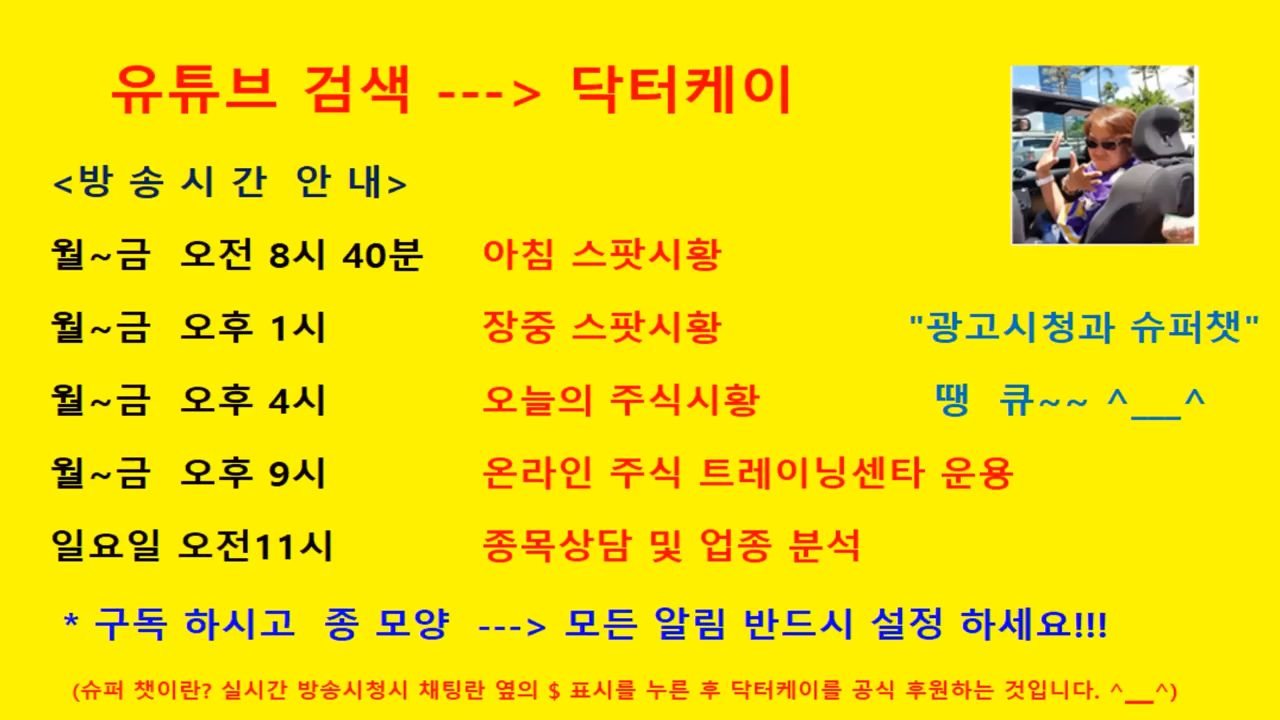 유튜브 검색 ---> 닥터케이
<방 송 시 간 안 내>
월~금 오전 8시 40분 아침 스팟시황
월~금 오후 1시 장중 스팟시황 "광고시청과 슈퍼챗"
월~금 오후 4시 오늘의 주식시황 땡 큐~~ ^___^
월~금 오후 9시 온라인 주식 트레이닝센타 운용
일요일 오전11시 종목상담 및 업종 분석
* 구독 하시고 종 모양 ---> 모든 알림 반드시 설정 하세요!!!
(슈퍼 챗이란? 실시간 방송시청시 채팅란 옆의 $ 표시를 누른 후 닥터케이를 공식 후원하는 것입니다. ^__^)